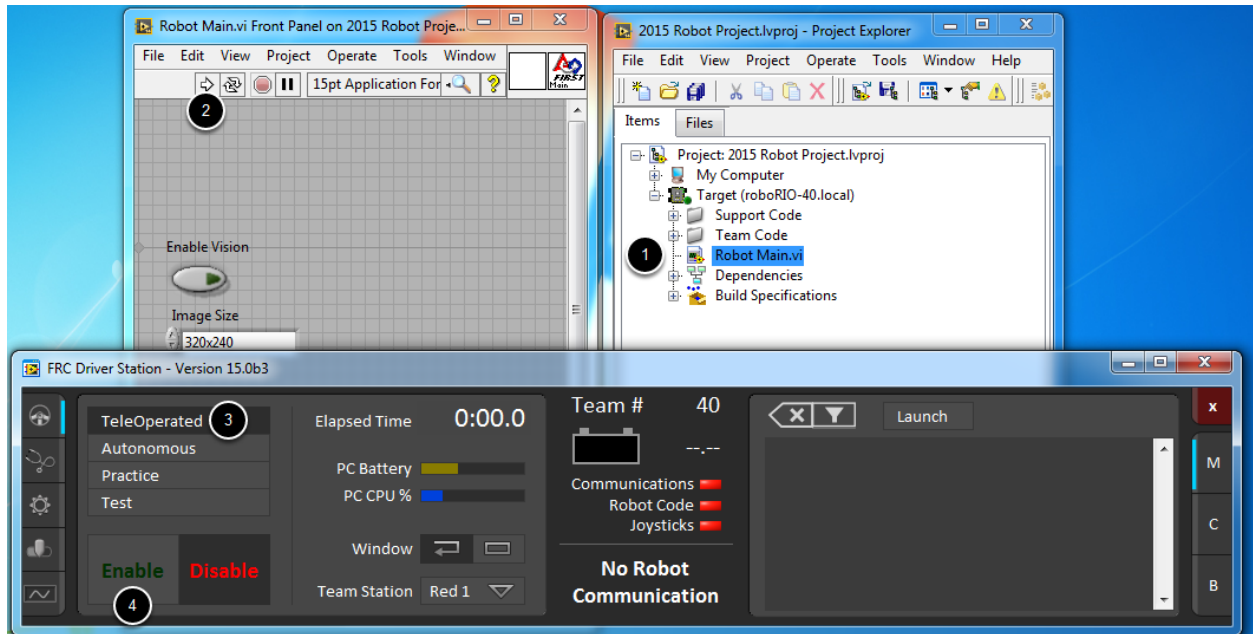 Robot Main.vi Front Panel on 2015 Robot Proje...
File Edit View Project Operate Tools Window
15pt Application For
FIRST
Main
2
Enable Vision
Image Size
320x240
2015 Robot Project.lvproj - Project Explorer
File Edit View Project Operate Tools Window Help
Items Files
Project: 2015 Robot Project.lvproj
My Computer
Target (roboRIO-40.local)
Support Code
Team Code
1 Robot Main.vi
Dependencies
Build Specifications
FRC Driver Station - Version 15.0b3
TeleOperated 3
Autonomous
Practice
Test
Enable Disable
4
Elapsed Time 0:00.0
PC Battery
PC CPU %
Window
Team Station Red 1
Team # 40
--.--
Communications
Robot Code
Joysticks
No Robot
Communication
Launch
X
M
C
B